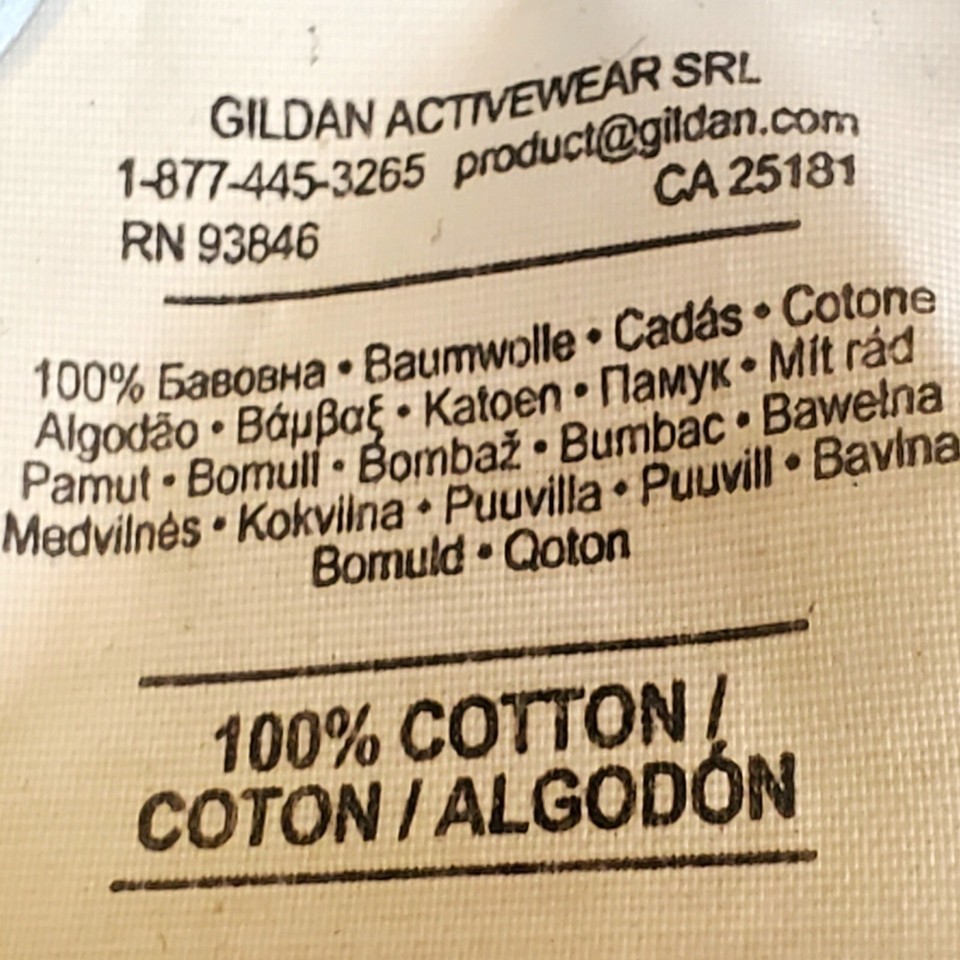 GILDAN ACTIVEWEAR SRL
1-877-445-3265 product@gildan.com
RN 93846 CA 25181
100% Бавовна • Baumwolle • Cadás • Cotone
Algodão • Βάμβαξ • Katoen • Памук • Mít rád
Pamut • Bomull • Bombaž • Bumbac • Bawełna
Medvilnės • Kokvilna • Puuvilla • Puuvill • Bavlna
Bomuld • Qoton
100% COTTON /
COTON / ALGODÓN